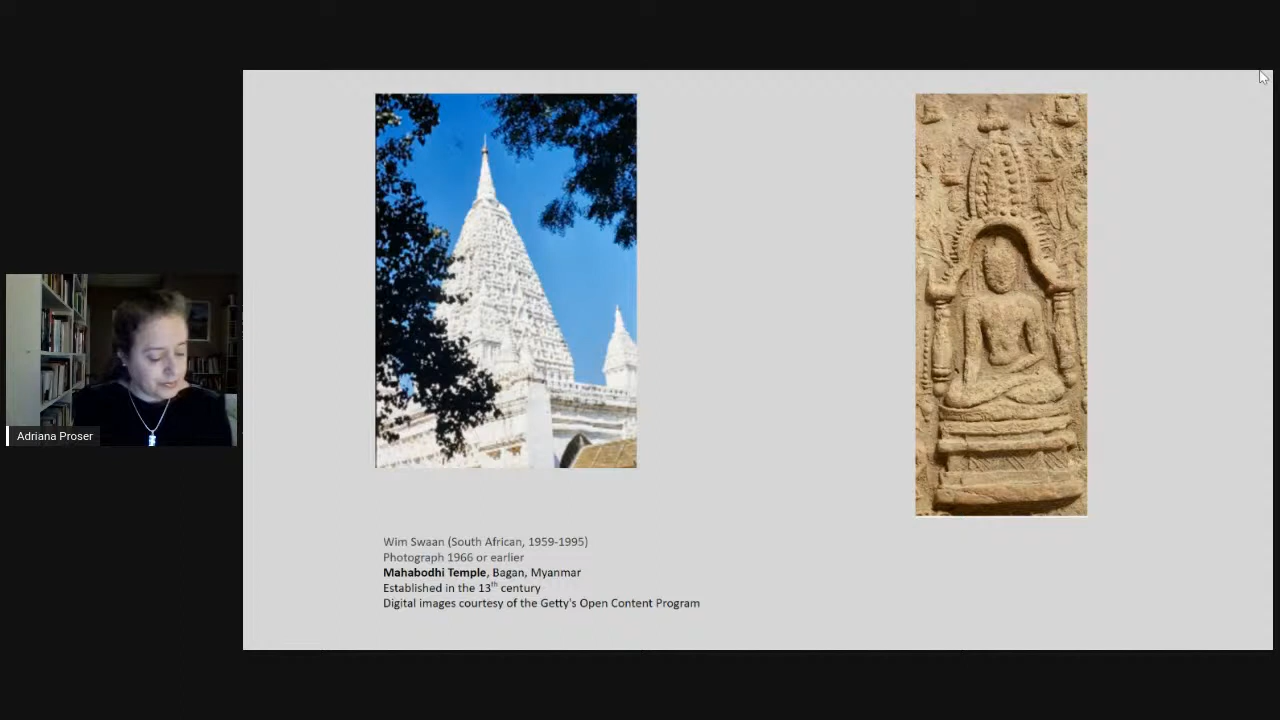 Adriana Proser
Wim Swaan (South African, 1959-1995)
Photograph 1966 or earlier
Mahabodhi Temple, Bagan, Myanmar
Established in the 13th century
Digital images courtesy of the Getty's Open Content Program